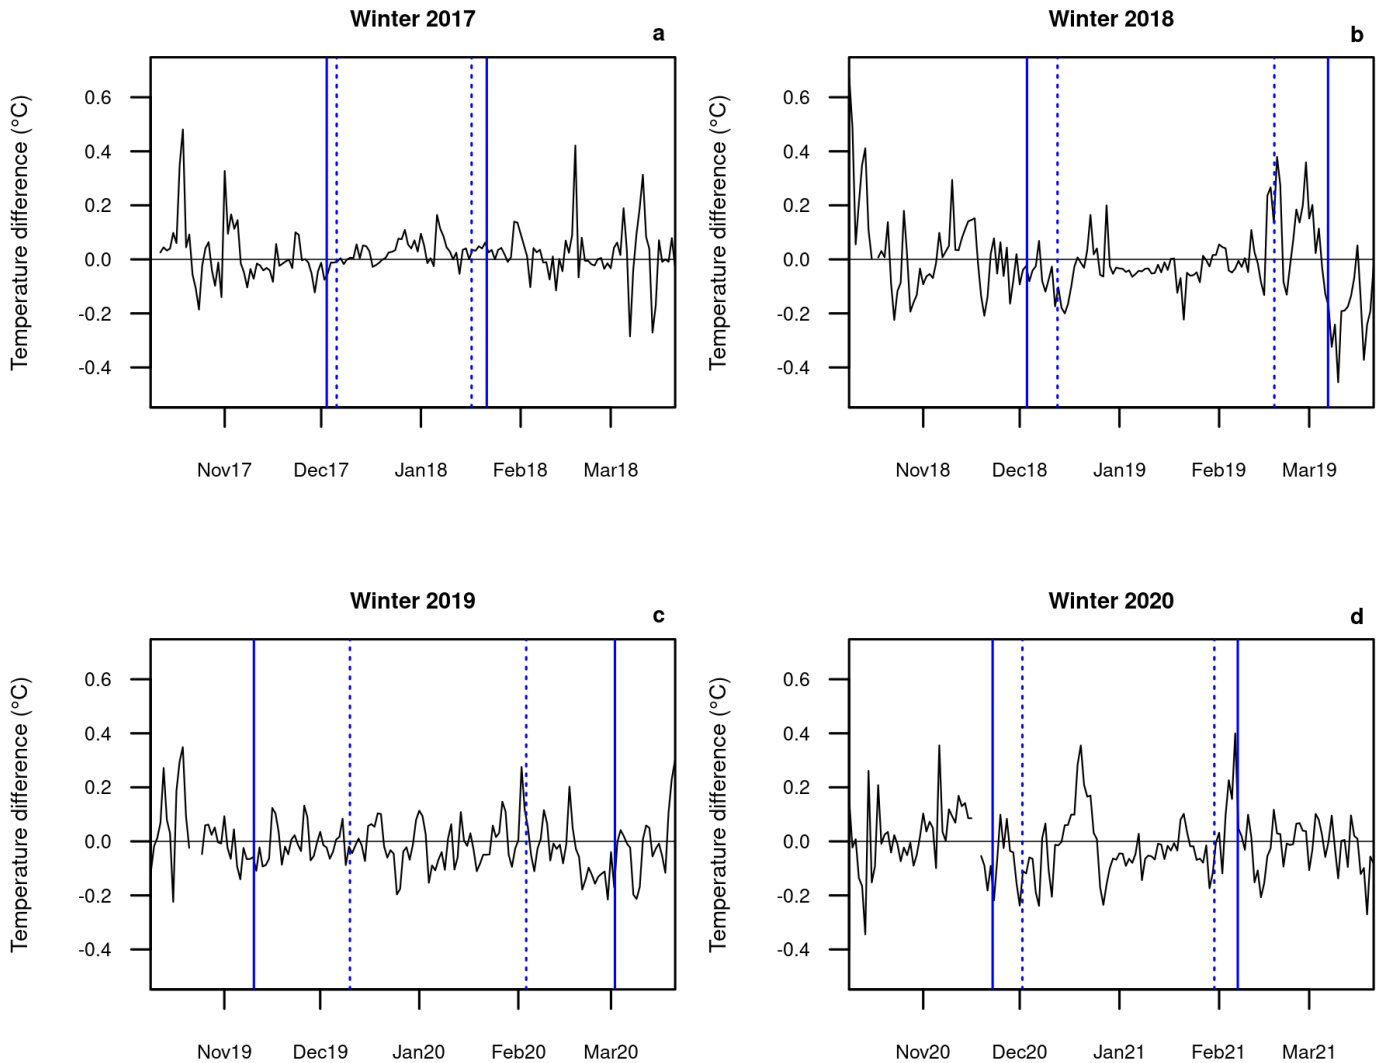 Winter 2017
a
Temperature difference (°C)
0.6
0.4
0.2
0.0
-0.2
-0.4
Nov17 Dec17 Jan18 Feb18 Mar18
Winter 2018
b
Temperature difference (°C)
0.6
0.4
0.2
0.0
-0.2
-0.4
Nov18 Dec18 Jan19 Feb19 Mar19
Winter 2019
c
Temperature difference (°C)
0.6
0.4
0.2
0.0
-0.2
-0.4
Nov19 Dec19 Jan20 Feb20 Mar20
Winter 2020
d
Temperature difference (°C)
0.6
0.4
0.2
0.0
-0.2
-0.4
Nov20 Dec20 Jan21 Feb21 Mar21